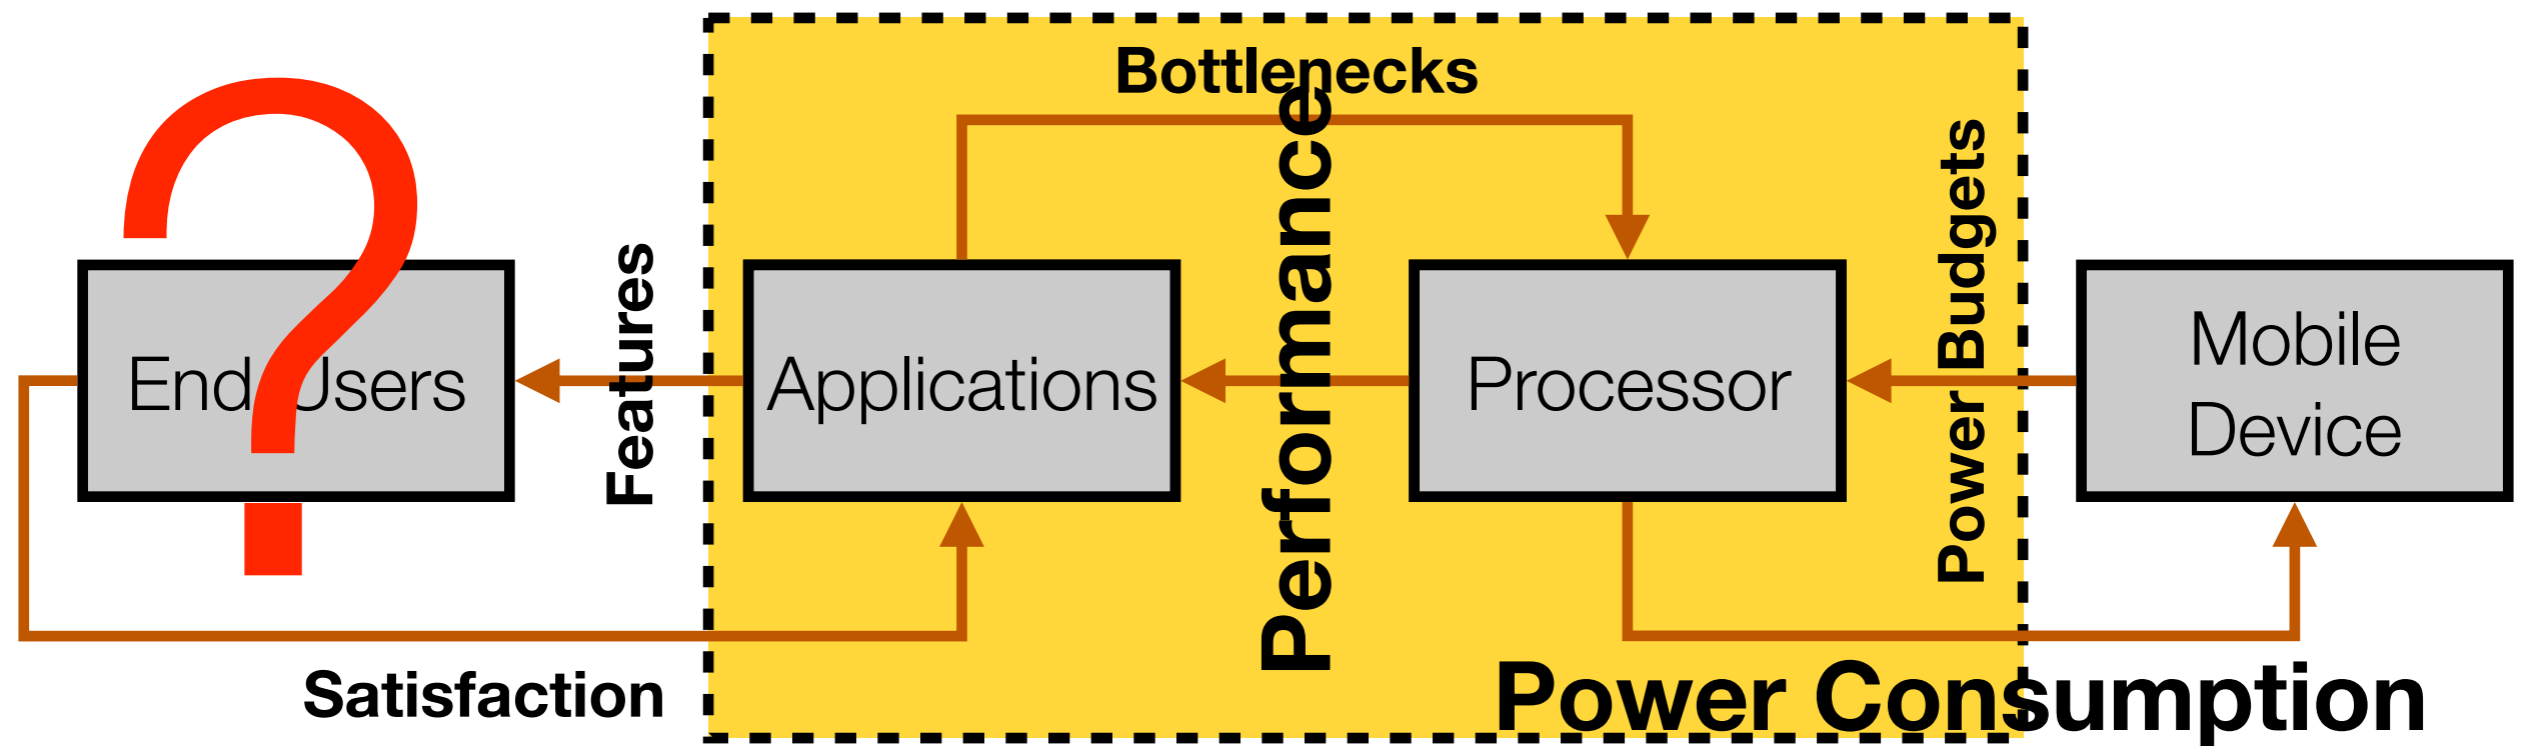 Bottlenecks
End Users
Features
Applications
Performance
Processor
Power Budgets
Mobile
Device
Satisfaction
Power Consumption
?